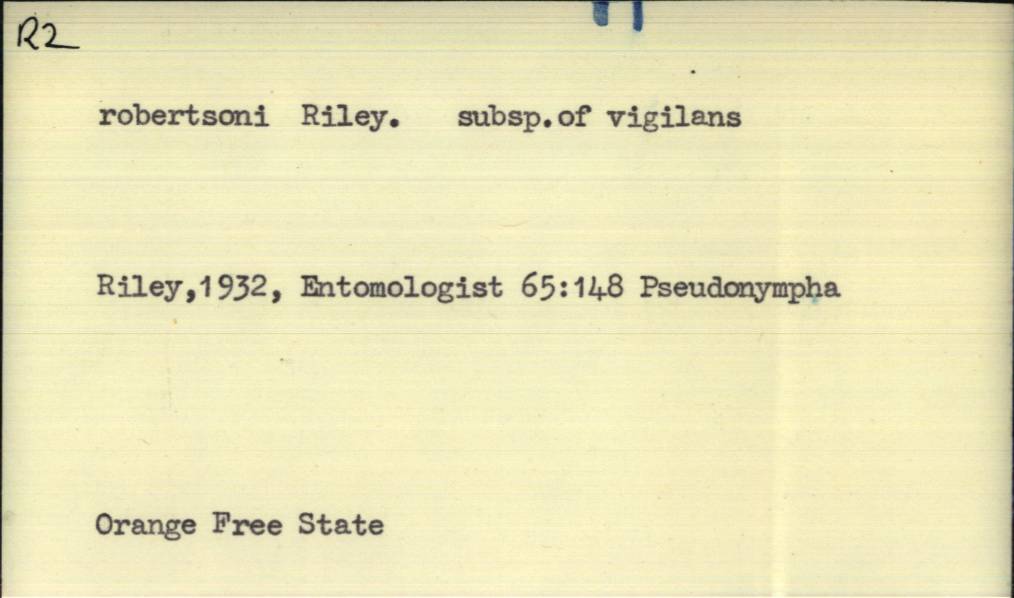 R2
robertsoni Riley. subsp.of vigilans
Riley,1932, Entomologist 65:148 Pseudonympha
Orange Free State